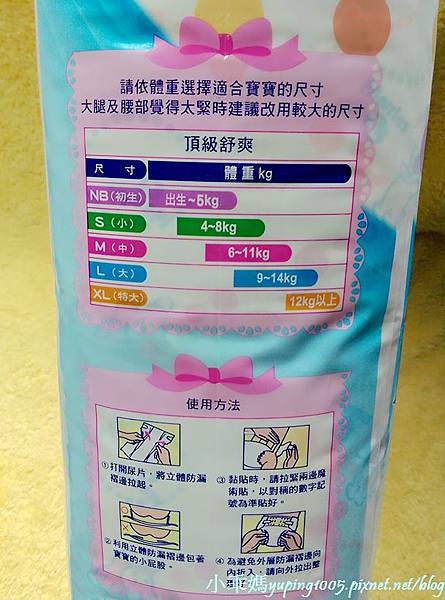 請依體重選擇適合寶寶的尺寸
大腿及腰部覺得太緊時建議改用較大的尺寸
頂級舒爽
尺寸 體重kg
NB(初生) 出生~5kg
S(小) 4~8kg
M(中) 6~11kg
L(大) 9~14kg
XL(特大) 12kg以上
使用方法
①打開尿片，將立體防漏
褶邊拉起。
②利用立體防漏褶邊包著
寶寶的小屁股。
③黏貼時，請拉緊兩邊魔
術貼，以對稱的數字記
號為準貼好。
④為避免外層防漏褶邊向
內折入，請向外拉出整
小乖媽yuping1005.pixnet.net/blog